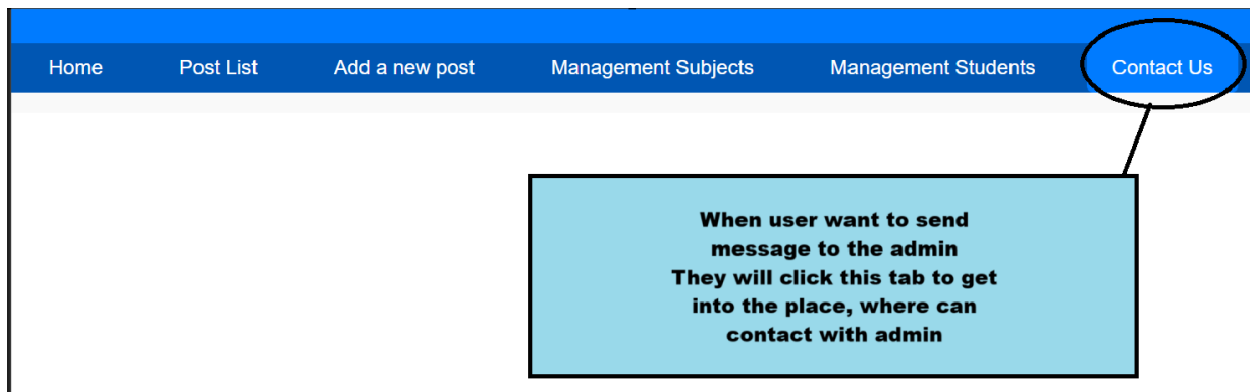 Home Post List Add a new post Management Subjects Management Students Contact Us
When user want to send
message to the admin
They will click this tab to get
into the place, where can
contact with admin